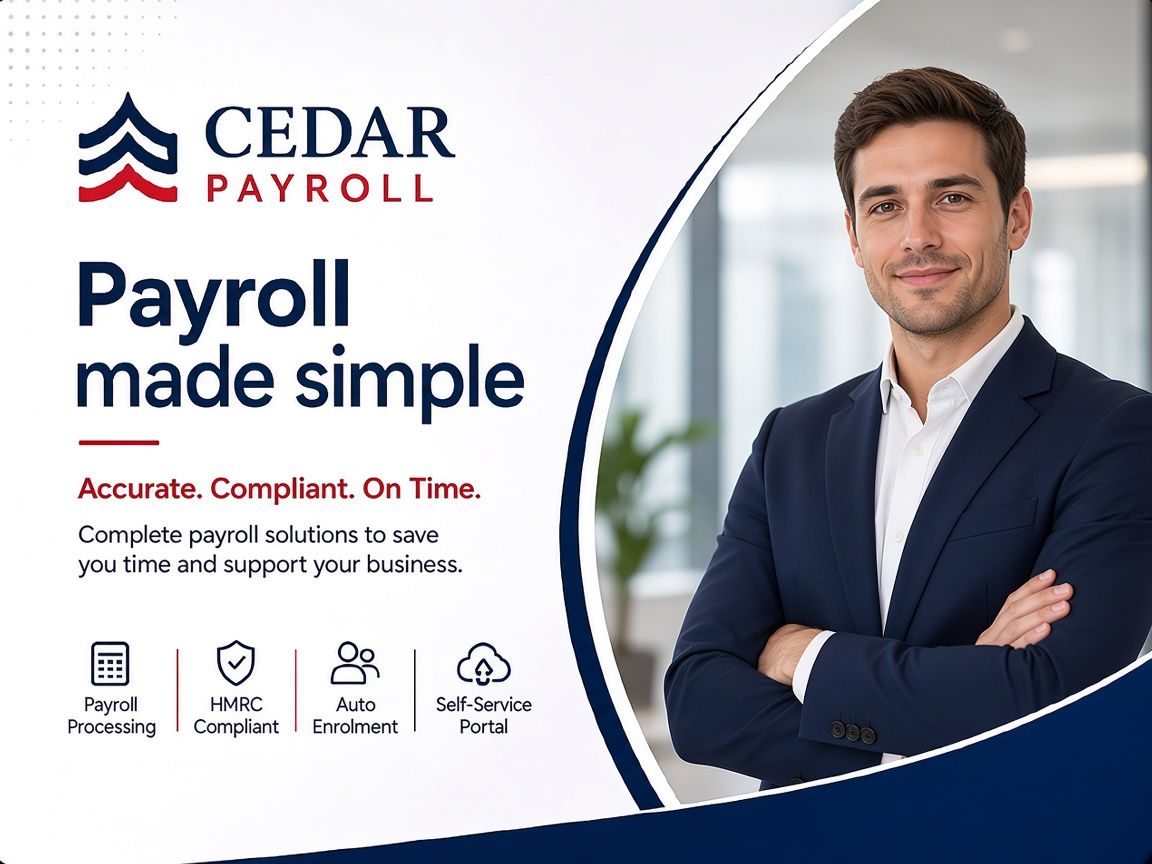 CEDAR
PAYROLL
Payroll
made simple
Accurate. Compliant. On Time.
Complete payroll solutions to save
you time and support your business.
Payroll
Processing
HMRC
Compliant
Auto
Enrolment
Self-Service
Portal